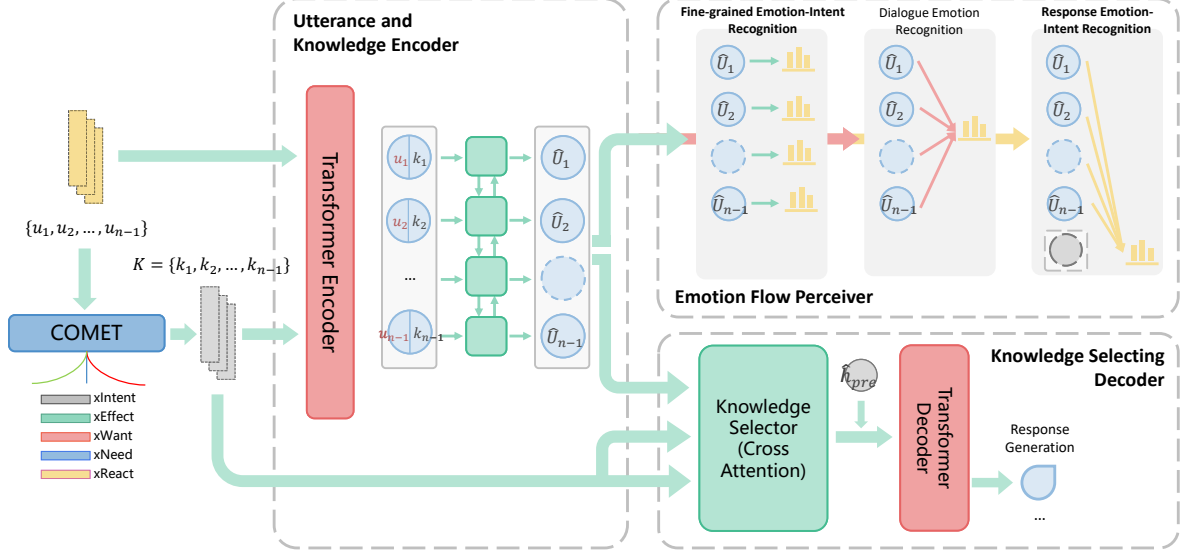 {u₁, u₂, ..., uₙ₋₁}
K = {k₁, k₂, ..., kₙ₋₁}
COMET
xIntent
xEffect
xWant
xNeed
xReact
Utterance and
Knowledge Encoder
Transformer Encoder
u₁ k₁
u₂ k₂
...
uₙ₋₁ kₙ₋₁
Û₁
Û₂
Ûₙ₋₁
Fine-grained Emotion-Intent
Recognition
Û₁
Û₂
Ûₙ₋₁
Dialogue Emotion
Recognition
Û₁
Û₂
Ûₙ₋₁
Response Emotion-
Intent Recognition
Û₁
Û₂
Ûₙ₋₁
Emotion Flow Perceiver
Knowledge Selecting
Decoder
Knowledge
Selector
(Cross
Attention)
ĥₚᵣₑ
Transformer
Decoder
Response
Generation
...